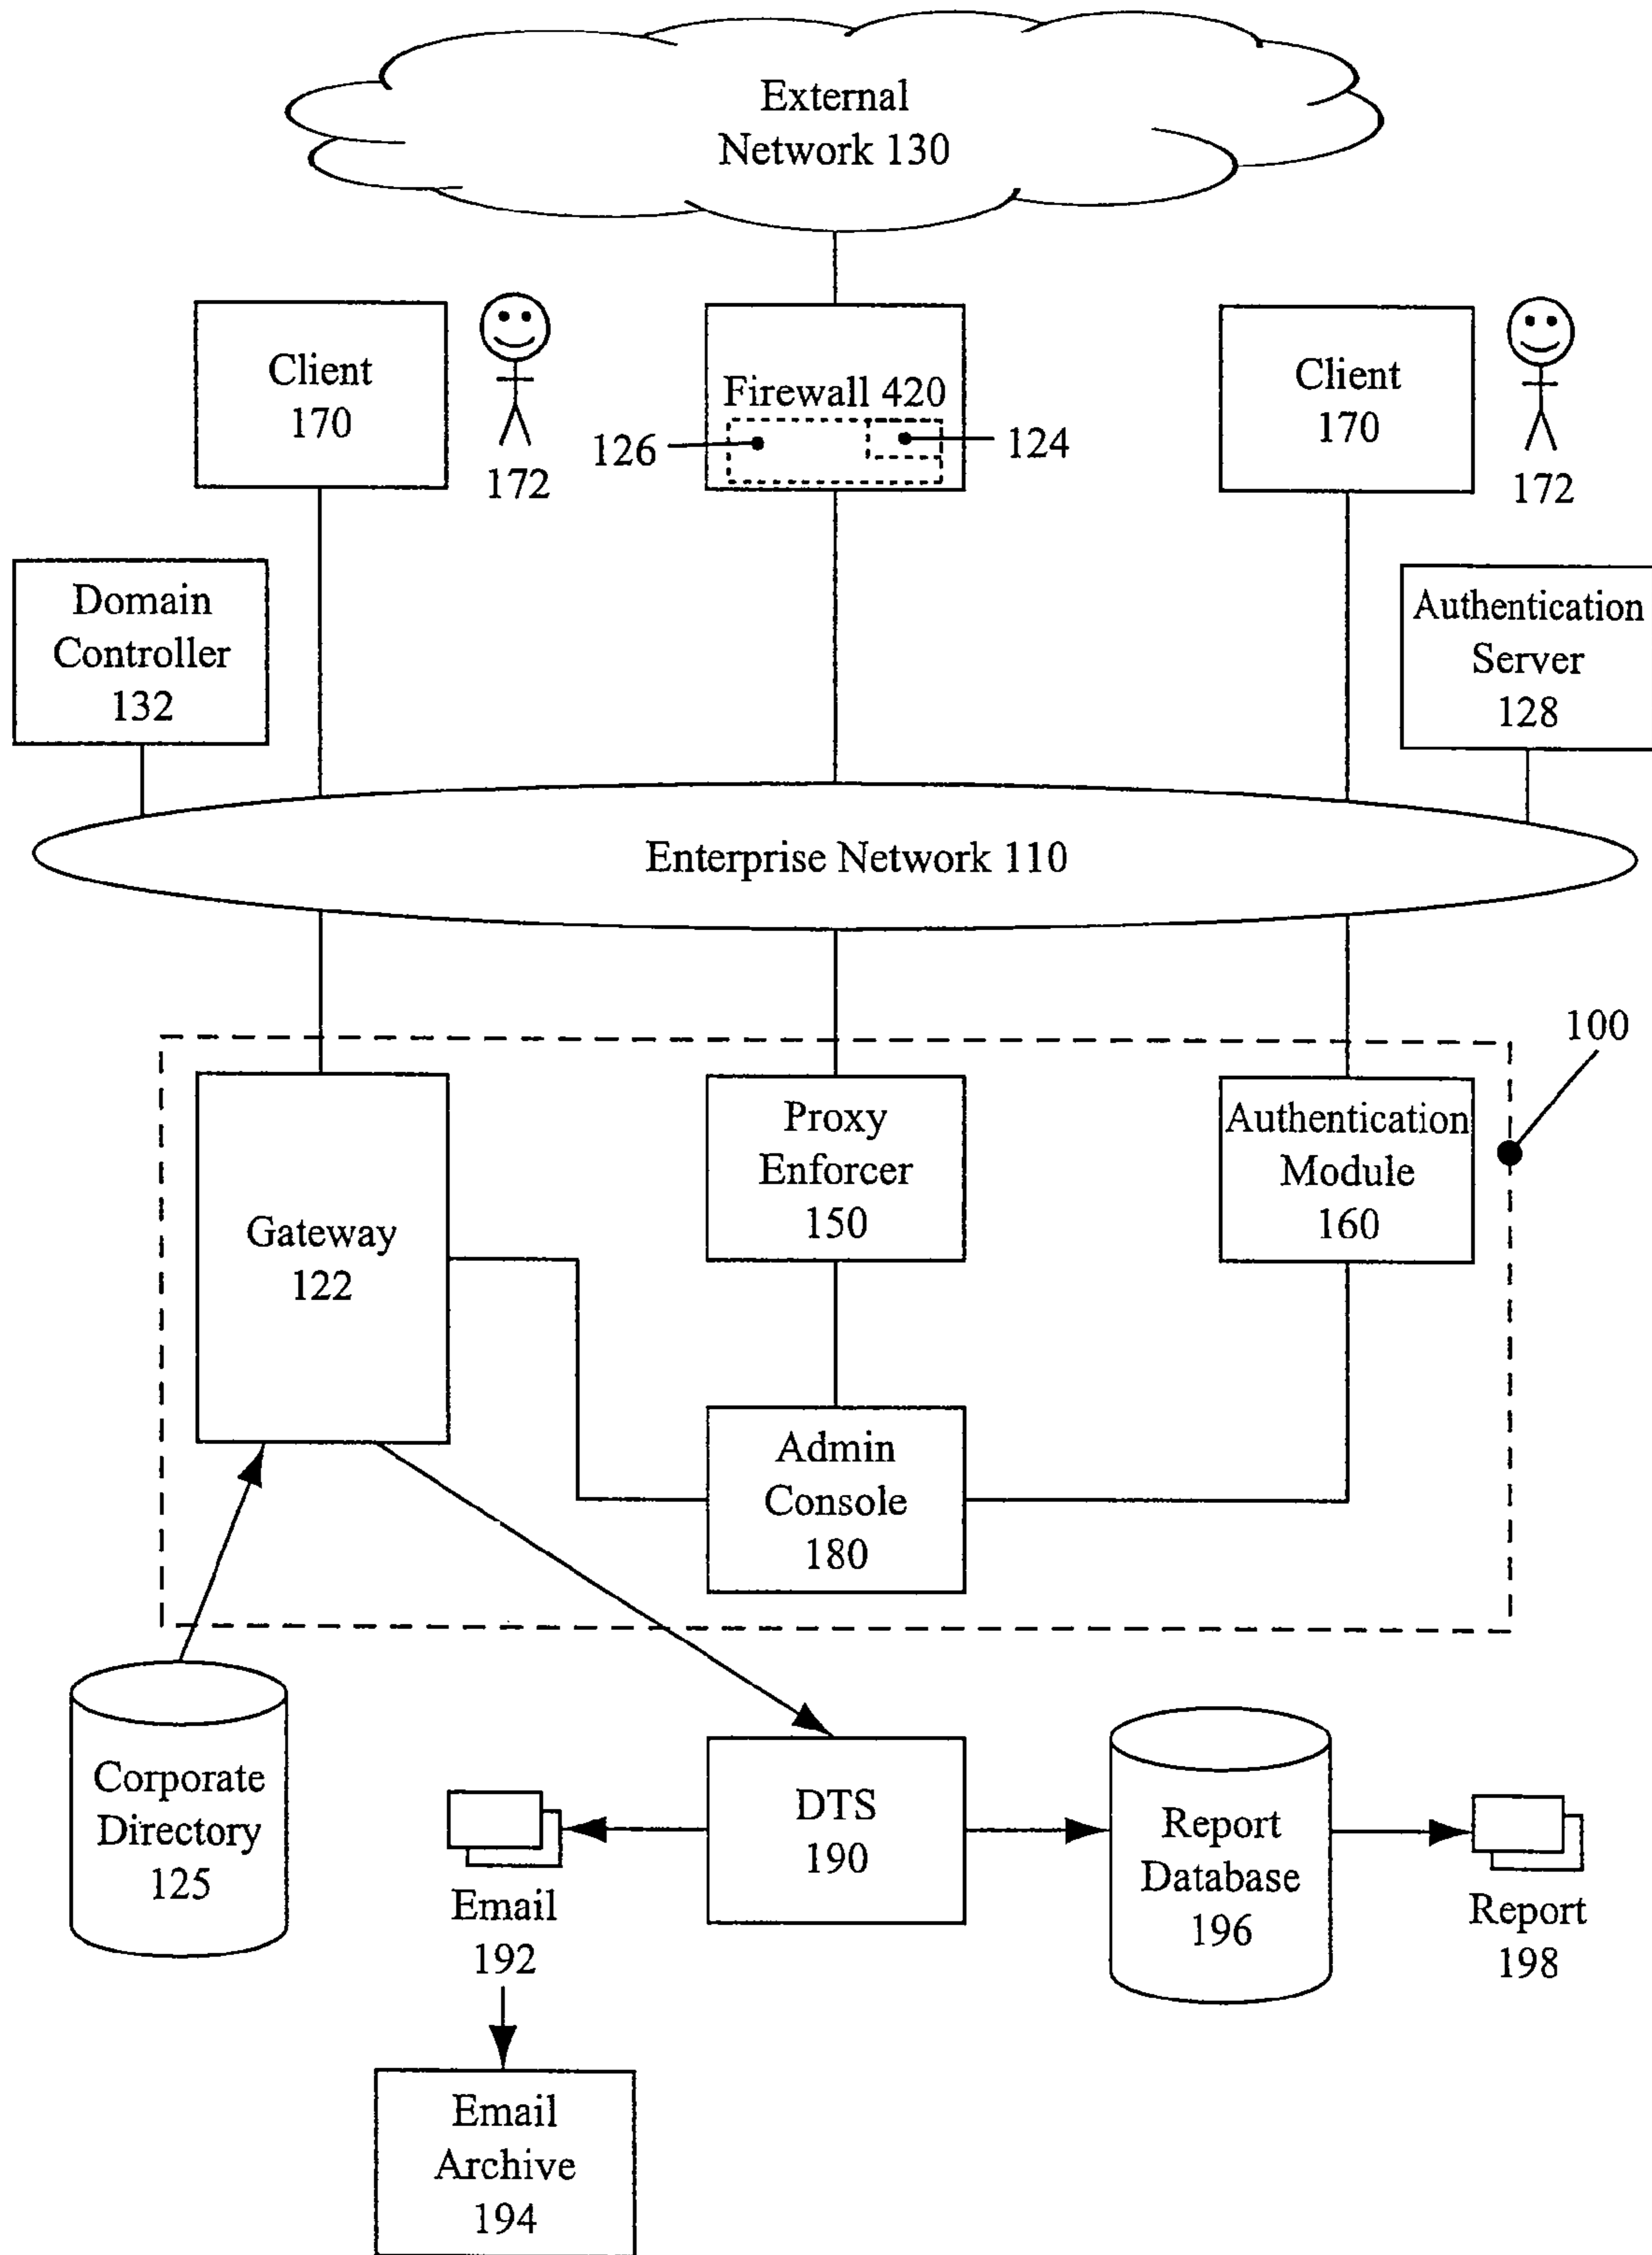 External
Network 130
Client
170
172
Firewall 420
126
124
Client
170
172
Domain
Controller
132
Authentication
Server
128
Enterprise Network 110
100
Gateway
122
Proxy
Enforcer
150
Authentication
Module
160
Admin
Console
180
Corporate
Directory
125
Email
192
DTS
190
Report
Database
196
Report
198
Email
Archive
194